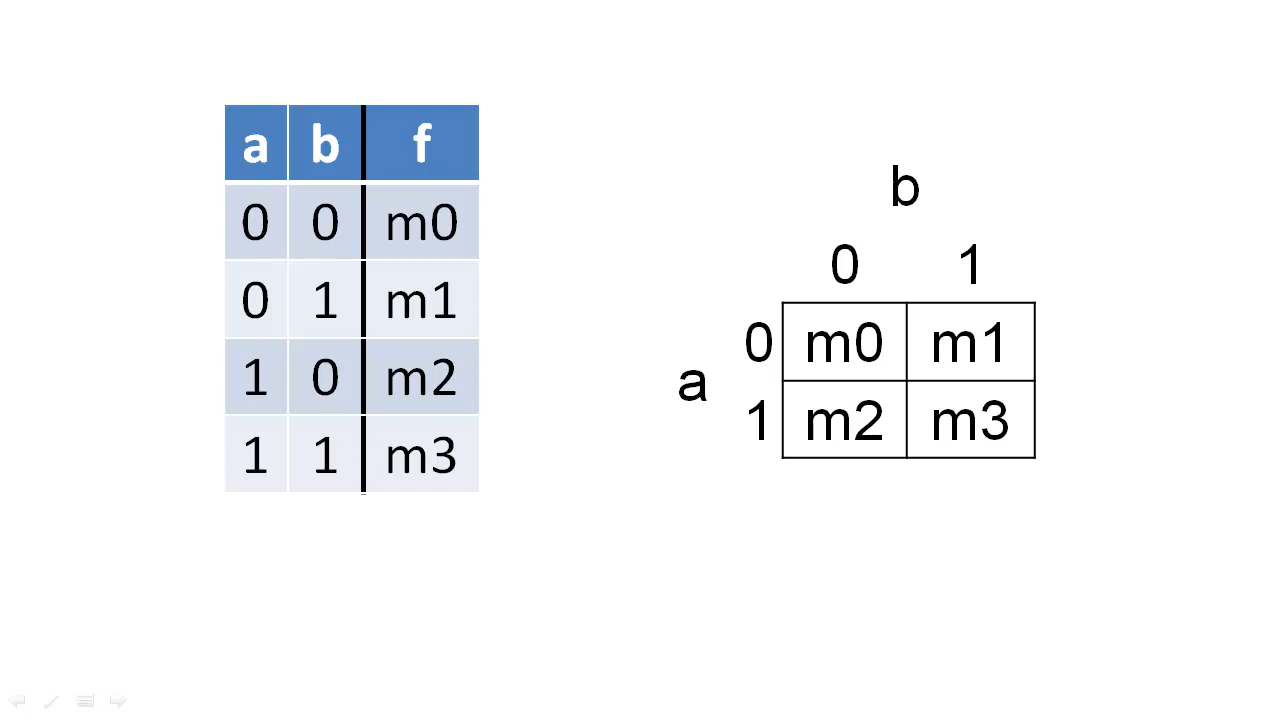 a b f
0 0 m0
0 1 m1
1 0 m2
1 1 m3
b
0 1
0 m0 m1
a
1 m2 m3